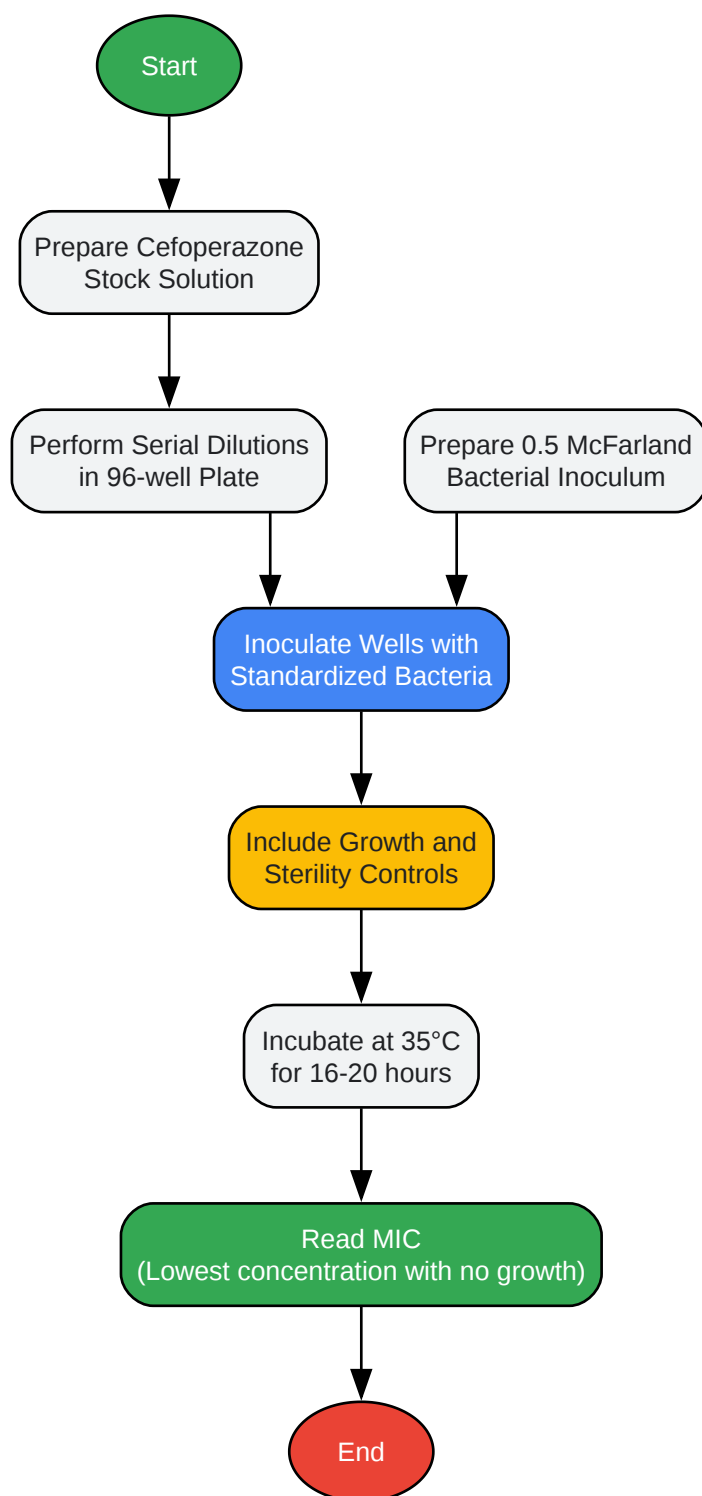 Start
Prepare Cefoperazone
Stock Solution
Perform Serial Dilutions
in 96-well Plate
Prepare 0.5 McFarland
Bacterial Inoculum
Inoculate Wells with
Standardized Bacteria
Include Growth and
Sterility Controls
Incubate at 35°C
for 16-20 hours
Read MIC
(Lowest concentration with no growth)
End